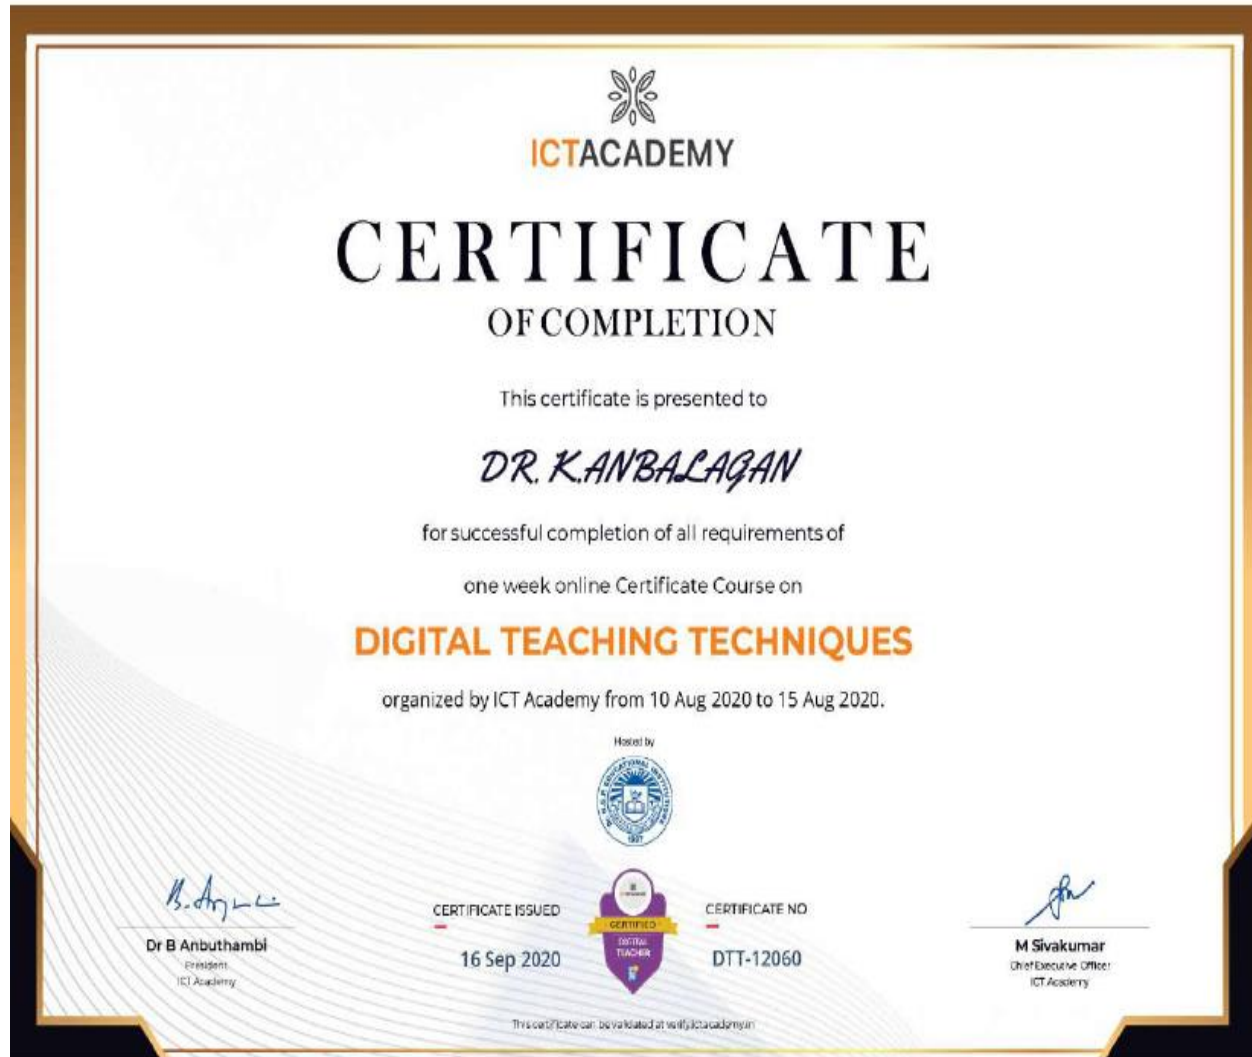 ICTACADEMY
CERTIFICATE
OF COMPLETION
This certificate is presented to
DR. K.ANBALAGAN
for successful completion of all requirements of
one week online Certificate Course on
DIGITAL TEACHING TECHNIQUES
organized by ICT Academy from 10 Aug 2020 to 15 Aug 2020.
Hosted by
EDUCATIONAL INSTITUTIONS
1997
CERTIFICATE ISSUED
16 Sep 2020
CERTIFIED
DIGITAL
TEACHER
CERTIFICATE NO
DTT-12060
Dr B Anbuthambi
President
ICT Academy
M Sivakumar
Chief Executive Officer
ICT Academy
This certificate can be validated at verify.ictacademy.in